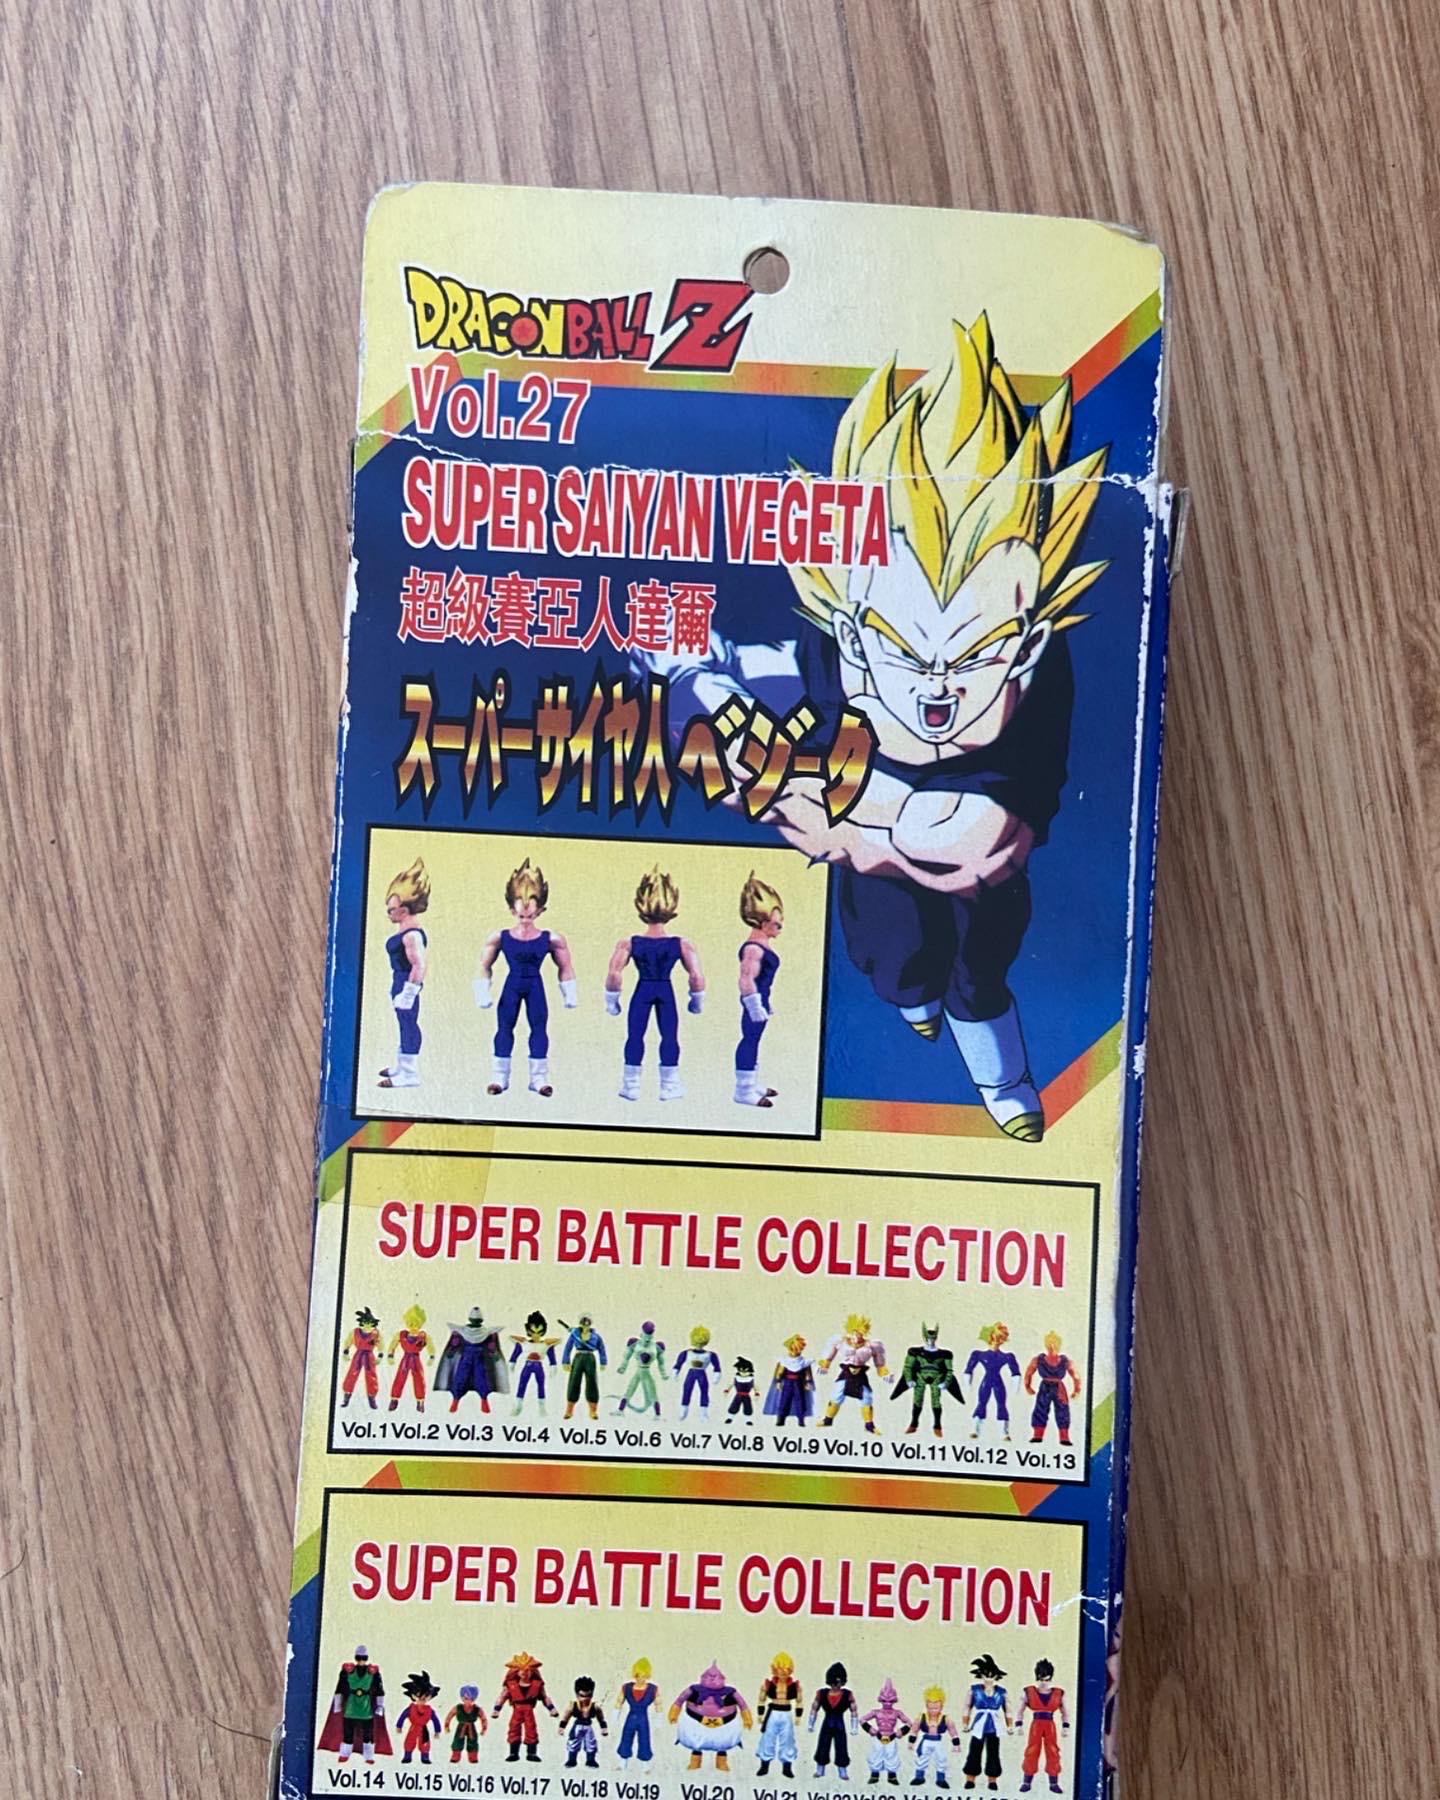 DRAGONBALL Z
Vol.27
SUPER SAIYAN VEGETA
超級賽亞人達爾
スーパーサイヤ人ベジータ
SUPER BATTLE COLLECTION
Vol.1 Vol.2 Vol.3 Vol.4 Vol.5 Vol.6 Vol.7 Vol.8 Vol.9 Vol.10 Vol.11 Vol.12 Vol.13
SUPER BATTLE COLLECTION
Vol.14 Vol.15 Vol.16 Vol.17 Vol.18 Vol.19 Vol.20 Vol.21